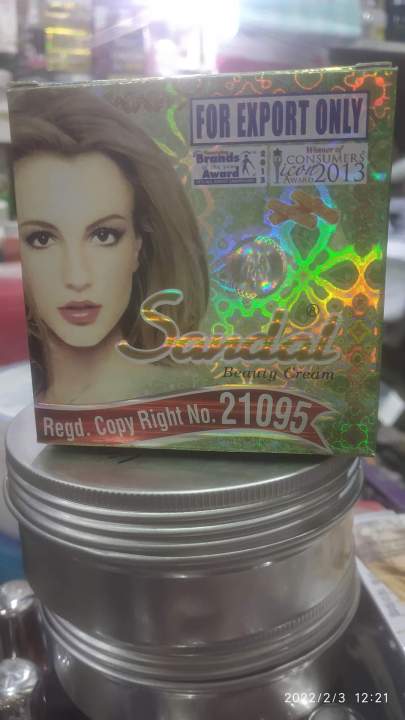 FOR EXPORT ONLY
Brands
Award
Winner of
CONSUMERS
icon
AWARD 2013
Sandal ®
Beauty Cream
Regd. Copy Right No. 21095
2022/2/3 12:21